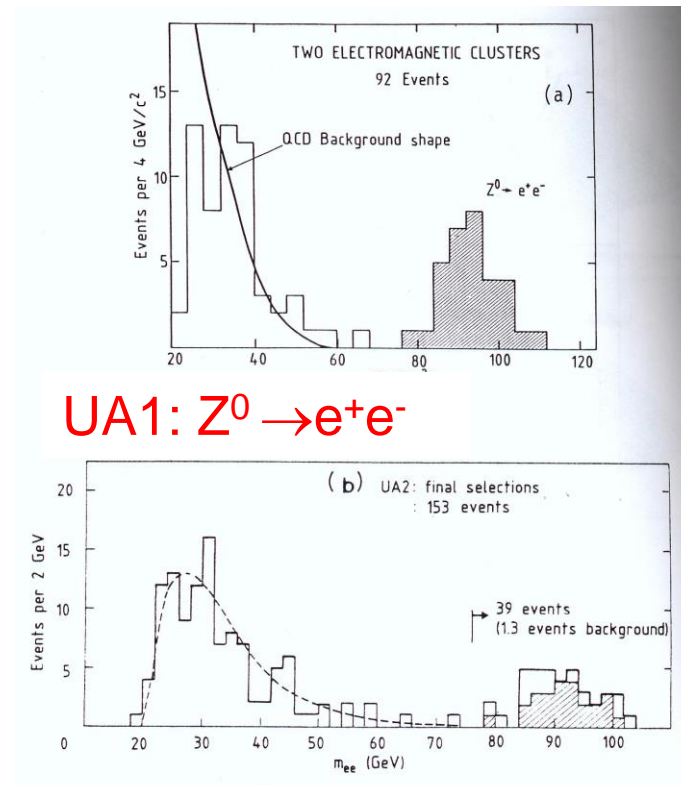 TWO ELECTROMAGNETIC CLUSTERS
92 Events
(a)
Events per 4 GeV/c²
15
10
5
QCD Background shape
Z⁰→ e⁺e⁻
20 40 60 80 100 120
UA1: Z⁰ →e⁺e⁻
(b) UA2: final selections
: 153 events
Events per 2 GeV
20
15
10
5
39 events
(1.3 events background)
0 20 30 40 50 60 70 80 90 100
mₑₑ (GeV)